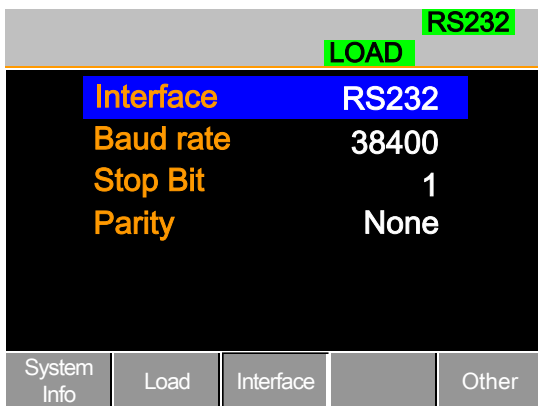 RS232
LOAD
Interface RS232
Baud rate 38400
Stop Bit 1
Parity None
System
Info
Load
Interface
Other